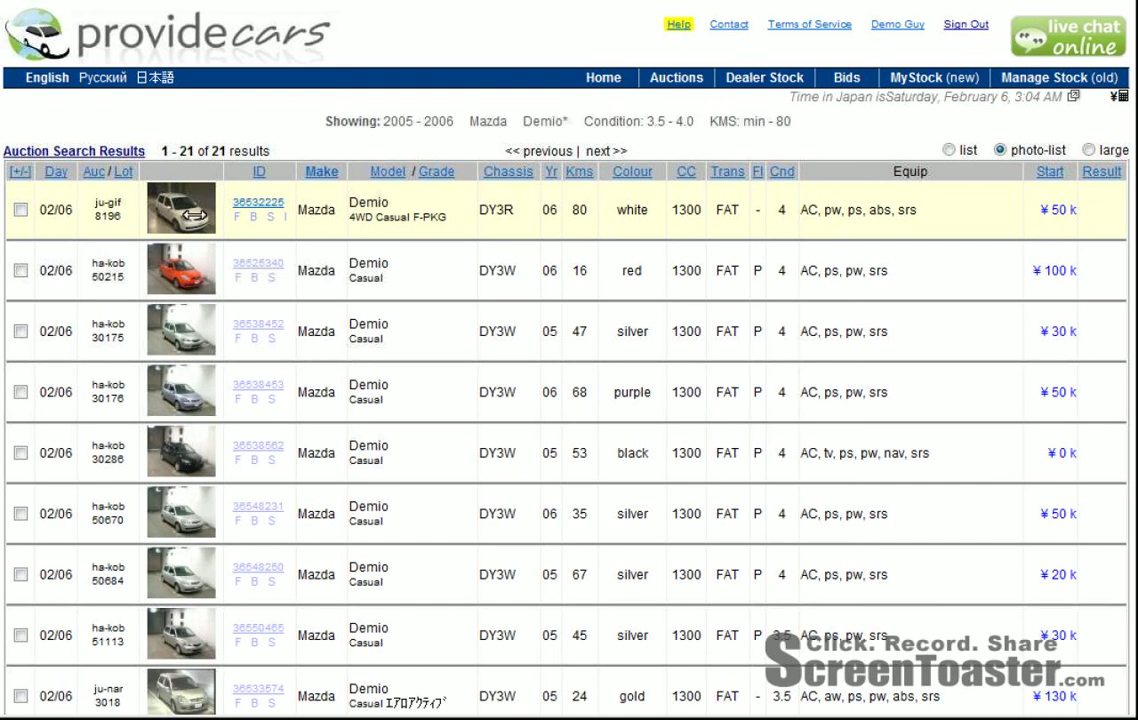 providecars
Help Contact Terms of Service Demo Guy Sign Out
live chat
online
English Русский 日本語 Home Auctions Dealer Stock Bids MyStock (new) Manage Stock (old)
Time in Japan isSaturday, February 6, 3:04 AM ¥
Showing: 2005 - 2006 Mazda Demio* Condition: 3.5 - 4.0 KMS: min - 80
Auction Search Results 1 - 21 of 21 results << previous | next >> list photo-list large
[+/-] Day Auc / Lot ID Make Model / Grade Chassis Yr Kms Colour CC Trans Fl Cnd Equip Start Result
02/06 ju-gif 8196 36532225 F B S I Mazda Demio 4WD Casual F-PKG DY3R 06 80 white 1300 FAT - 4 AC, pw, ps, abs, srs ¥ 50 k
02/06 ha-kob 50215 36525340 F B S Mazda Demio Casual DY3W 06 16 red 1300 FAT P 4 AC, ps, pw, srs ¥ 100 k
02/06 ha-kob 30175 36538452 F B S Mazda Demio Casual DY3W 05 47 silver 1300 FAT P 4 AC, ps, pw, srs ¥ 30 k
02/06 ha-kob 30176 36538453 F B S Mazda Demio Casual DY3W 06 68 purple 1300 FAT P 4 AC, ps, pw, srs ¥ 50 k
02/06 ha-kob 30286 36538562 F B S Mazda Demio Casual DY3W 05 53 black 1300 FAT P 4 AC, tv, ps, pw, nav, srs ¥ 0 k
02/06 ha-kob 50670 36548231 F B S Mazda Demio Casual DY3W 06 35 silver 1300 FAT P 4 AC, ps, pw, srs ¥ 50 k
02/06 ha-kob 50684 36548250 F B S Mazda Demio Casual DY3W 05 67 silver 1300 FAT P 4 AC, ps, pw, srs ¥ 20 k
02/06 ha-kob 51113 36550465 F B S Mazda Demio Casual DY3W 05 45 silver 1300 FAT P 3.5 AC, ps, pw, srs ¥ 30 k
Click. Record. Share
ScreenToaster.com
02/06 ju-nar 3018 36533574 F B S Mazda Demio Casual ｴｱﾛｱｸﾃｨﾌﾞ DY3W 05 24 gold 1300 FAT - 3.5 AC, aw, ps, pw, abs, srs ¥ 130 k